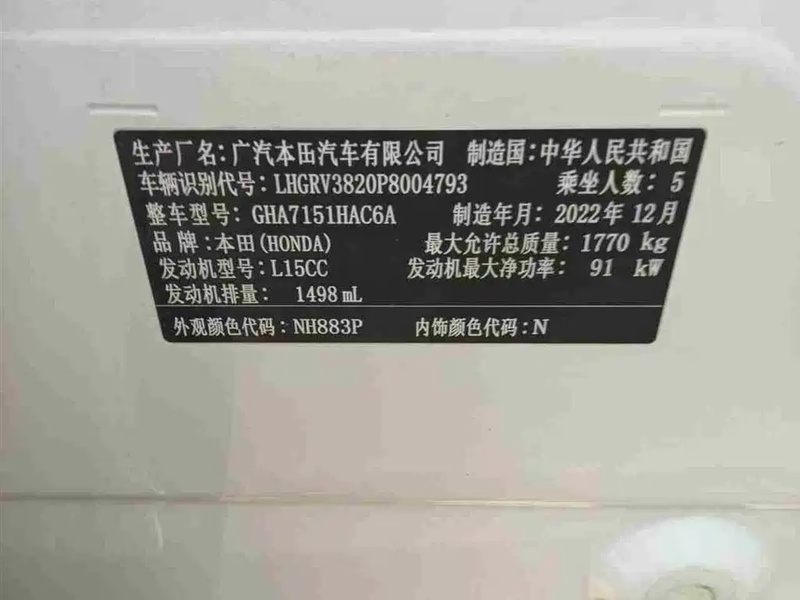 生产厂名:广汽本田汽车有限公司 制造国:中华人民共和国
车辆识别代号:LHGRV3820P8004793 乘坐人数:5
整车型号:GHA7151HAC6A 制造年月:2022年12月
品牌:本田(HONDA) 最大允许总质量:1770 kg
发动机型号:L15CC 发动机最大净功率:91 kW
发动机排量:1498mL
外观颜色代码:NH883P 内饰颜色代码:N